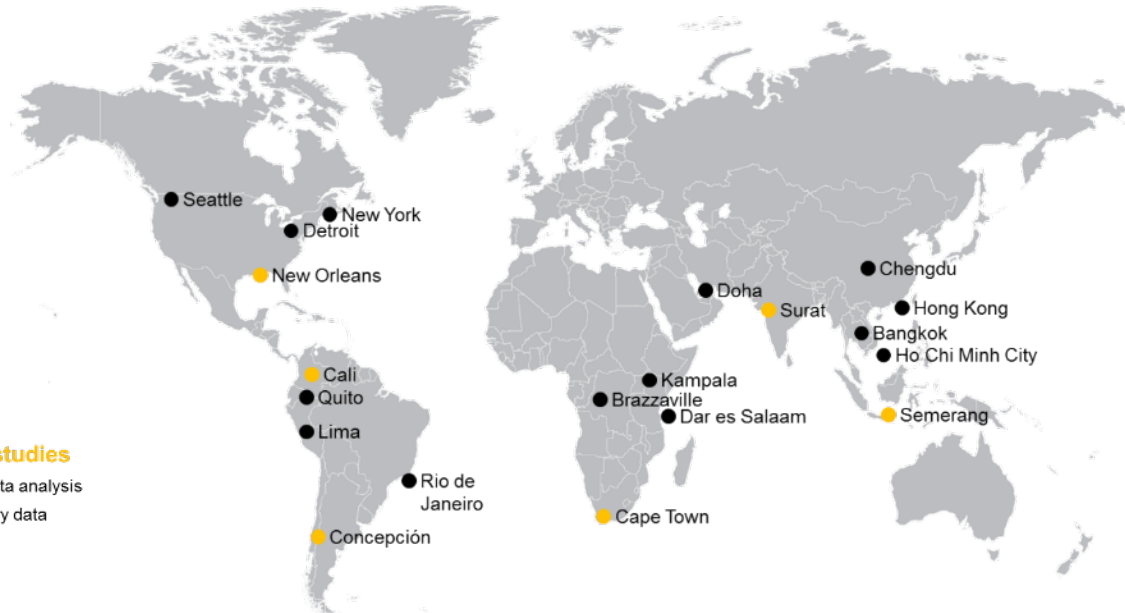 Seattle
New York
Detroit
New Orleans
Chengdu
Doha
Hong Kong
Surat
Bangkok
Ho Chi Minh City
Cali
Kampala
Quito
Brazzaville
Dar es Salaam
Semerang
Lima
studies
Rio de
Janeiro
ta analysis
y data
Cape Town
Concepción